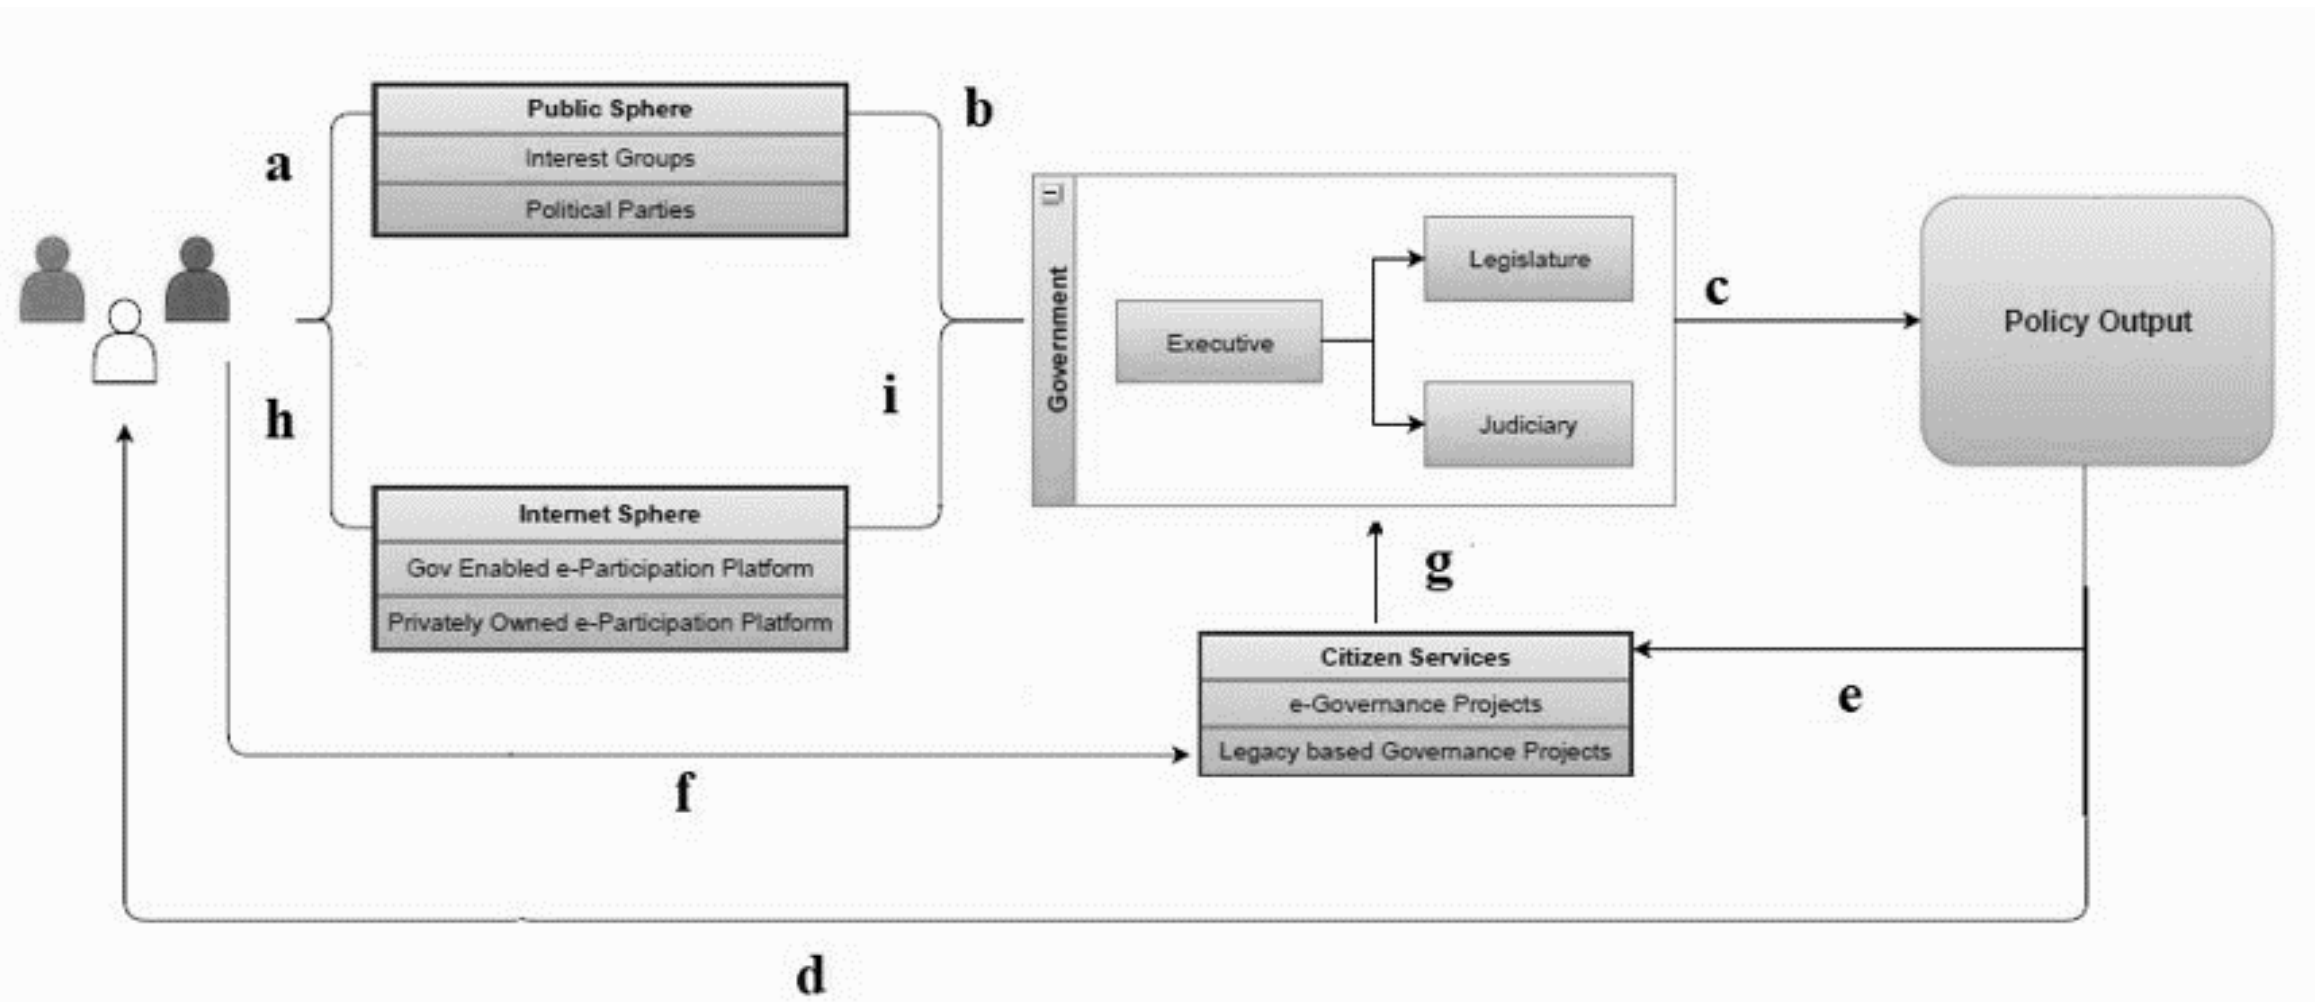 a
Public Sphere
Interest Groups
Political Parties
b
Government
Executive
Legislature
Judiciary
c
Policy Output
h
i
Internet Sphere
Gov Enabled e-Participation Platform
Privately Owned e-Participation Platform
g
Citizen Services
e-Governance Projects
Legacy based Governance Projects
e
f
d